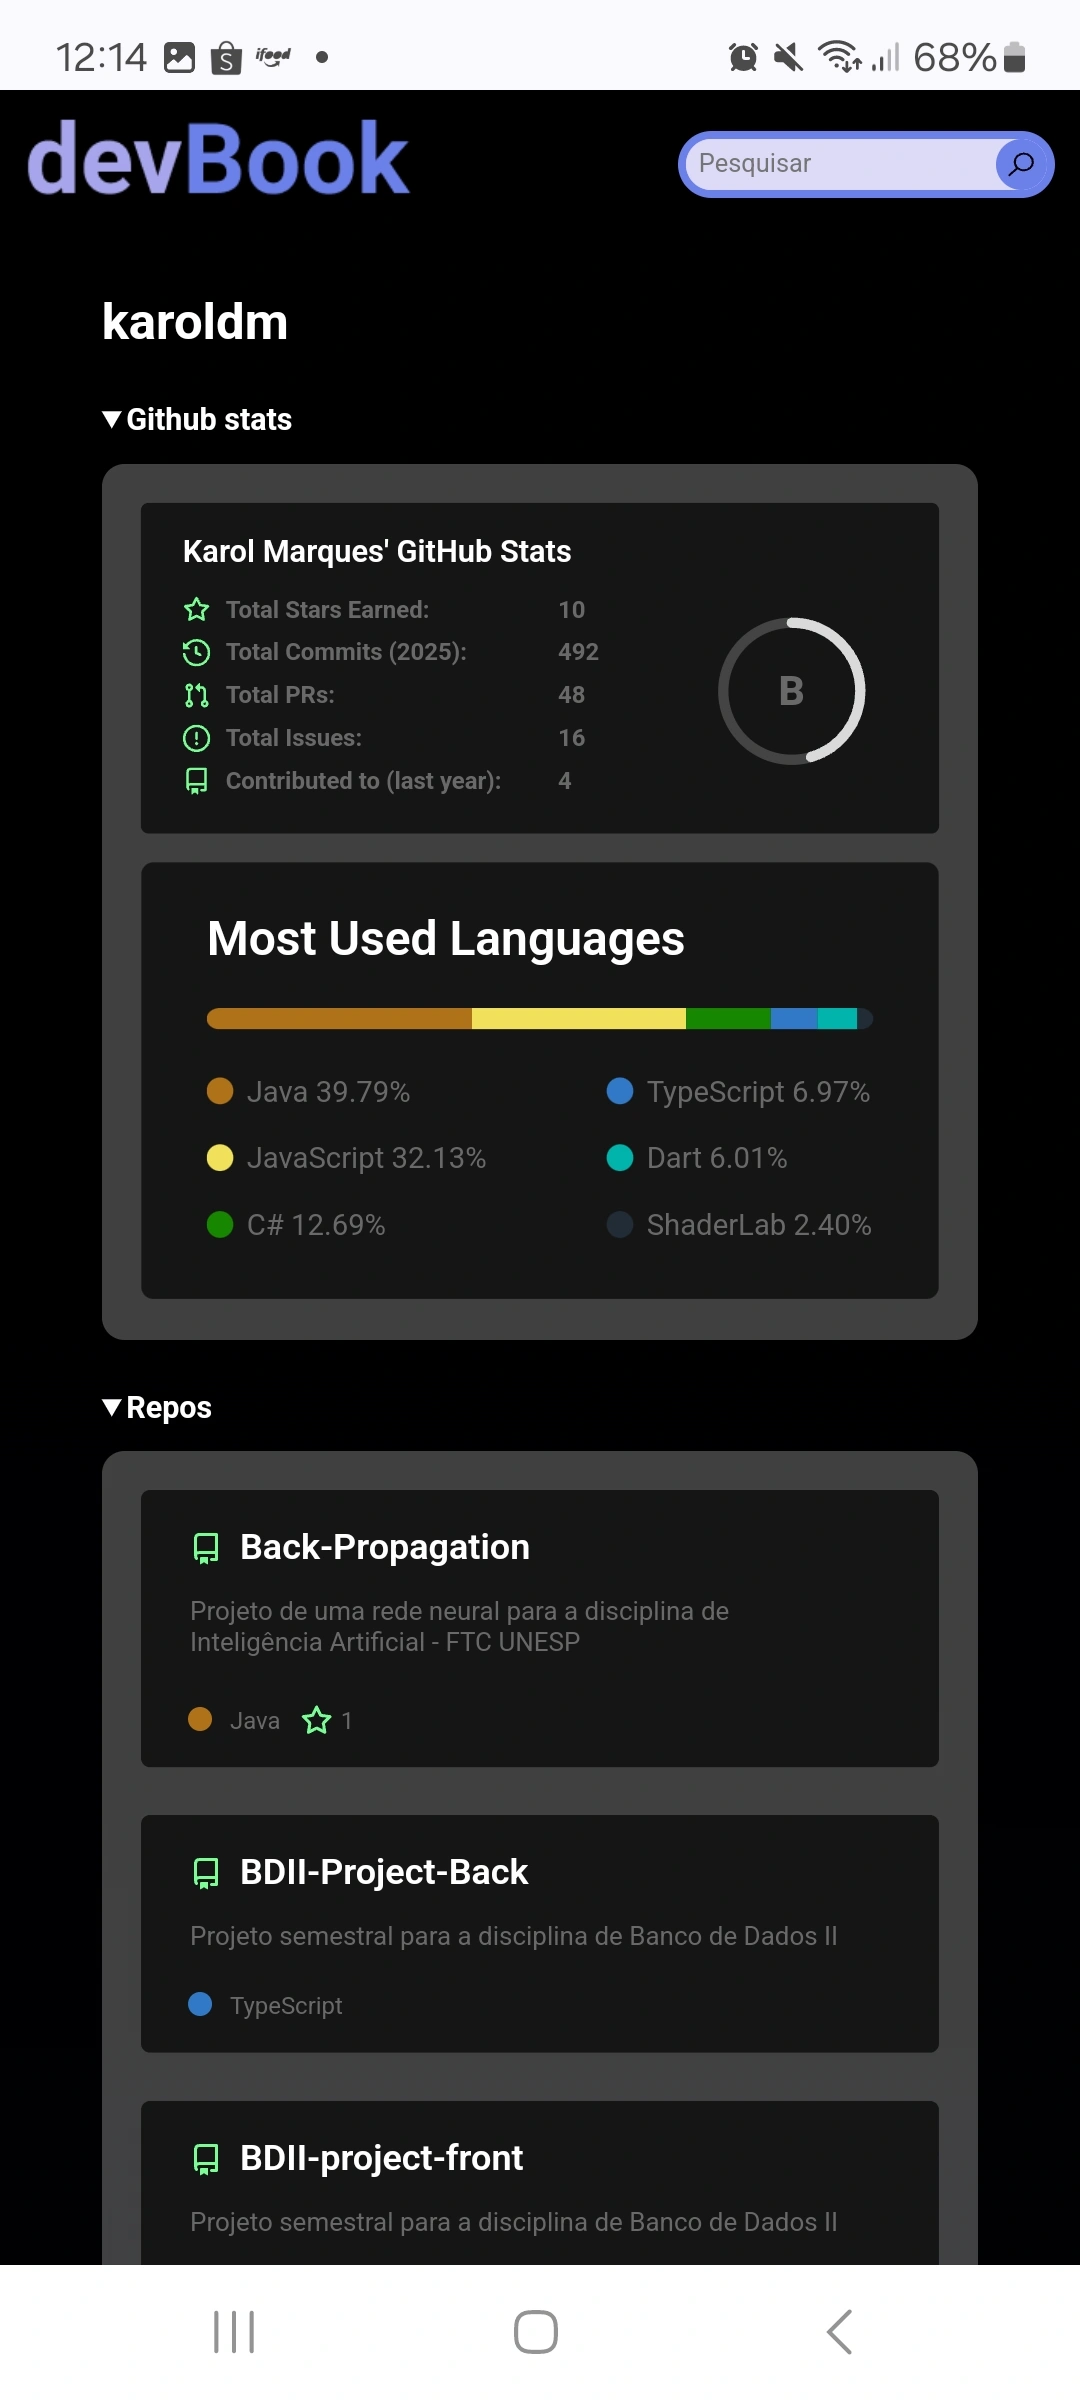 12:14
S
ifood
68%
devBook
Pesquisar
karoldm
Github stats
Karol Marques' GitHub Stats
Total Stars Earned: 10
Total Commits (2025): 492
Total PRs: 48
Total Issues: 16
Contributed to (last year): 4
B
Most Used Languages
Java 39.79%
TypeScript 6.97%
JavaScript 32.13%
Dart 6.01%
C# 12.69%
ShaderLab 2.40%
Repos
Back-Propagation
Projeto de uma rede neural para a disciplina de
Inteligência Artificial - FTC UNESP
Java 1
BDII-Project-Back
Projeto semestral para a disciplina de Banco de Dados II
TypeScript
BDII-project-front
Projeto semestral para a disciplina de Banco de Dados II